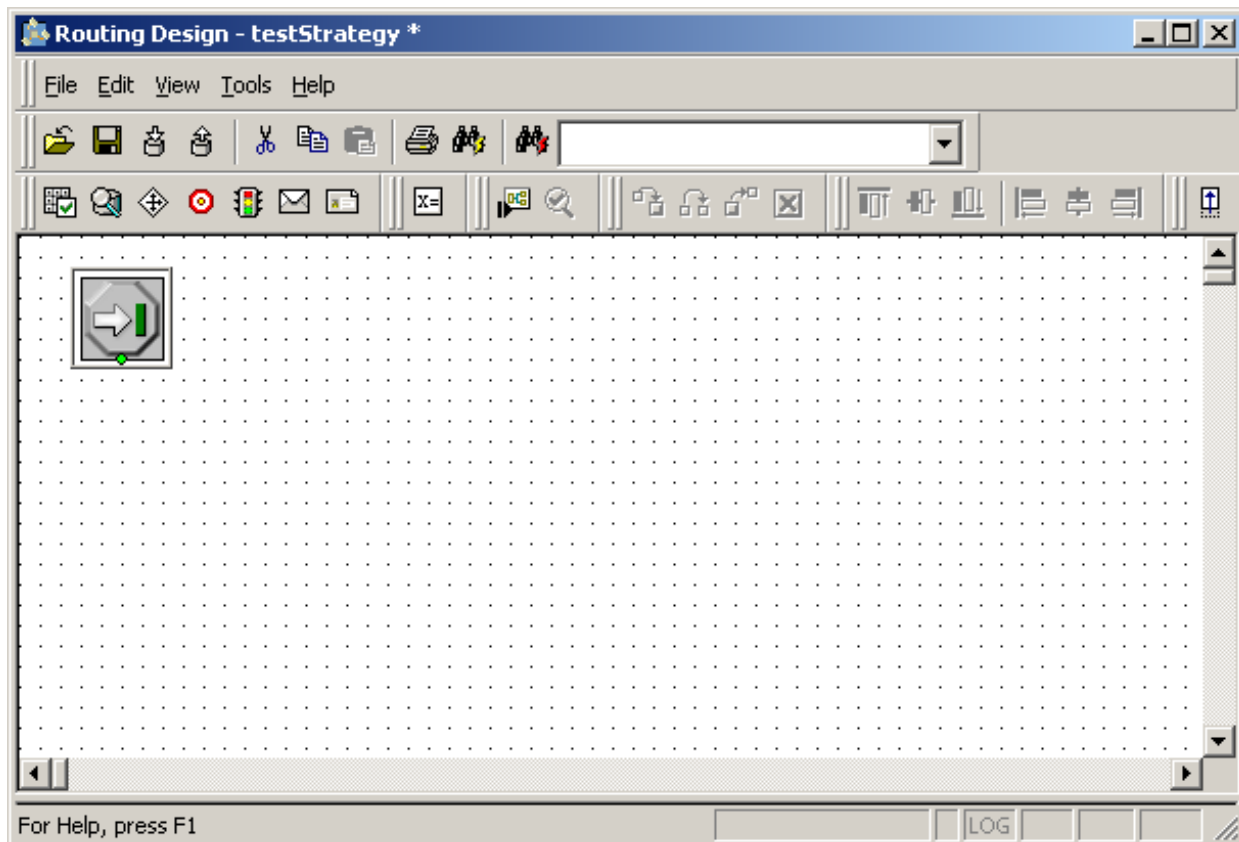 Routing Design - testStrategy *
File Edit View Tools Help
X=
For Help, press F1
LOG